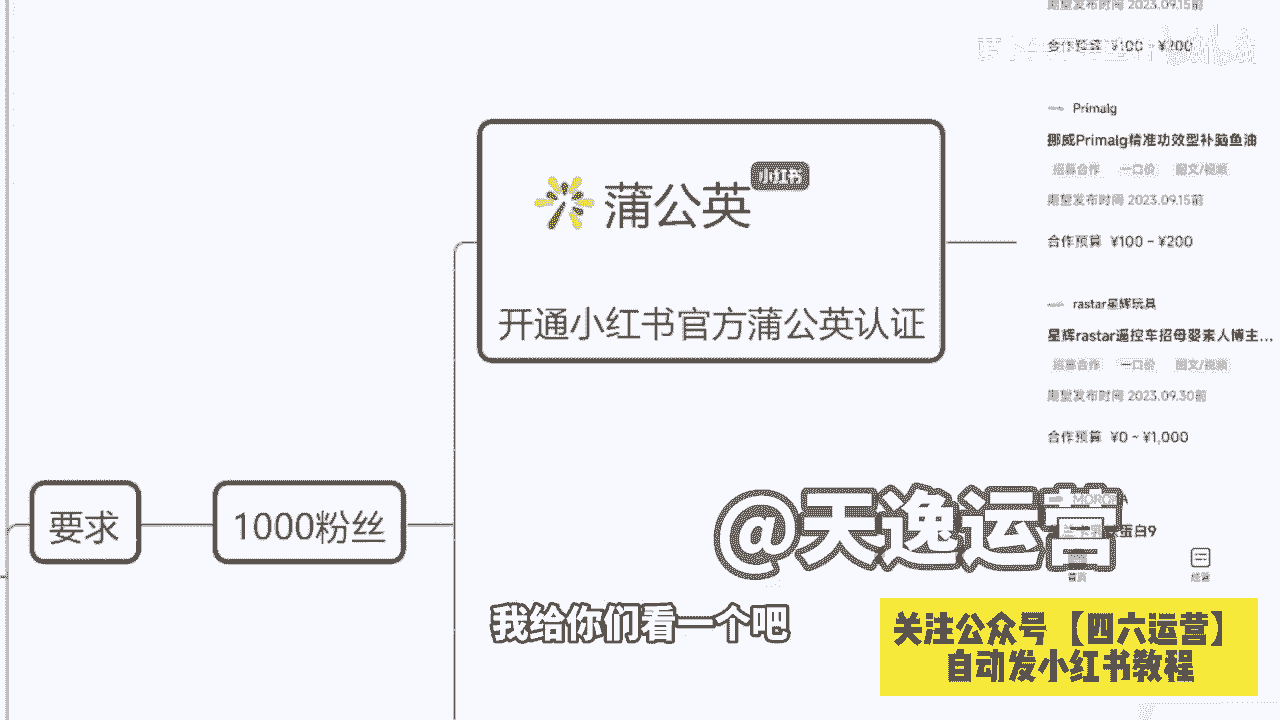 期望发布时间 2023.09.15前
合作预算 ¥100 ~ ¥200
Primalg
挪威Primalg精准功效型补脑鱼油
招募合作 一口价 图文/视频
期望发布时间 2023.09.15前
合作预算 ¥100 ~ ¥200
蒲公英
小红书
开通小红书官方蒲公英认证
rastar星辉玩具
星辉rastar遥控车招母婴素人博主...
招募合作 一口价 图文/视频
期望发布时间 2023.09.30前
合作预算 ¥0 ~ ¥1,000
要求
1000粉丝
@天逸运营
蛋白9
首页
我给你们看一个吧
关注公众号【四六运营】
自动发小红书教程